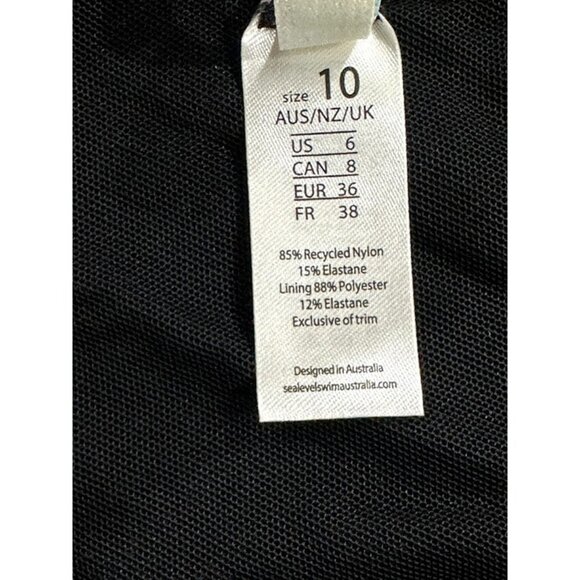 size 10
AUS/NZ/UK
US 6
CAN 8
EUR 36
FR 38
85% Recycled Nylon
15% Elastane
Lining 88% Polyester
12% Elastane
Exclusive of trim
Designed in Australia
sealevelswimaustralia.com